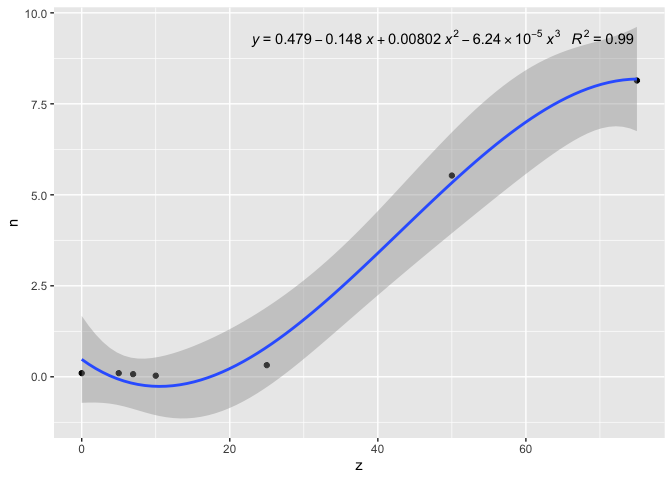 10.0
y = 0.479 – 0.148 x + 0.00802 x² – 6.24 × 10⁻⁵ x³ R² = 0.99
7.5
5.0
n
2.5
0.0
0 20 40 60
z